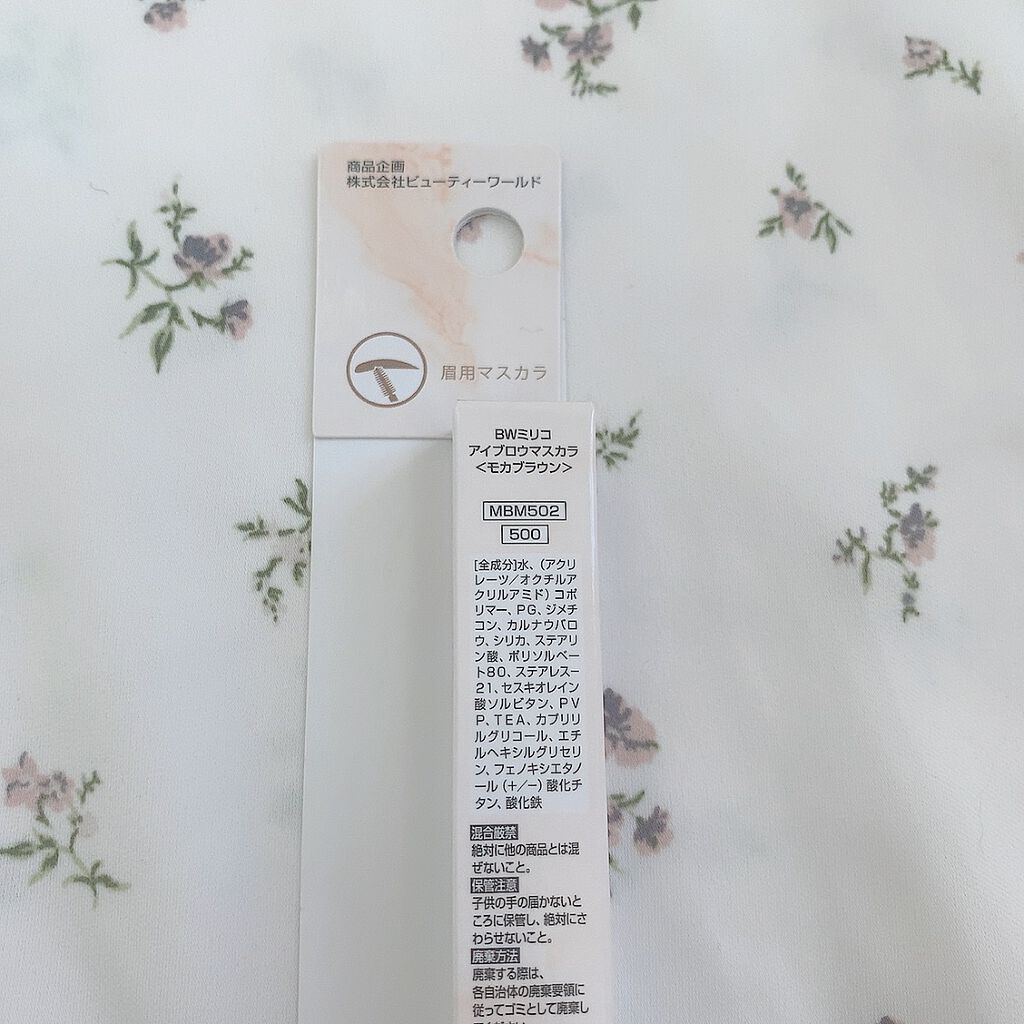 商品企画
株式会社ビューティーワールド
眉用マスカラ
BWミリコ
アイブロウマスカラ
＜モカブラウン＞
MBM502
500
[全成分]水、（アクリ
レーツ／オクチルア
クリルアミド）コポ
リマー、PG、ジメチ
コン、カルナウバロ
ウ、シリカ、ステアリ
ン酸、ポリソルベー
ト80、ステアレスー
21、セスキオレイン
酸ソルビタン、PV
P、TEA、カプリリ
ルグリコール、エチ
ルヘキシルグリセリ
ン、フェノキシエタノ
ール（+／−）酸化チ
タン、酸化鉄
混合厳禁
絶対に他の商品とは混
ぜないこと。
保管注意
子供の手の届かないと
ころに保管し、絶対にさ
わらせないこと。
廃棄方法
廃棄する際は、
各自治体の廃棄要領に
従ってゴミとして廃棄し